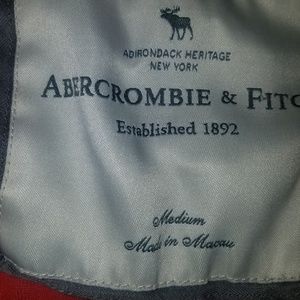 ADIRONDACK HERITAGE
NEW YORK
ABERCROMBIE & FITC
Established 1892
Medium
Made in Macau